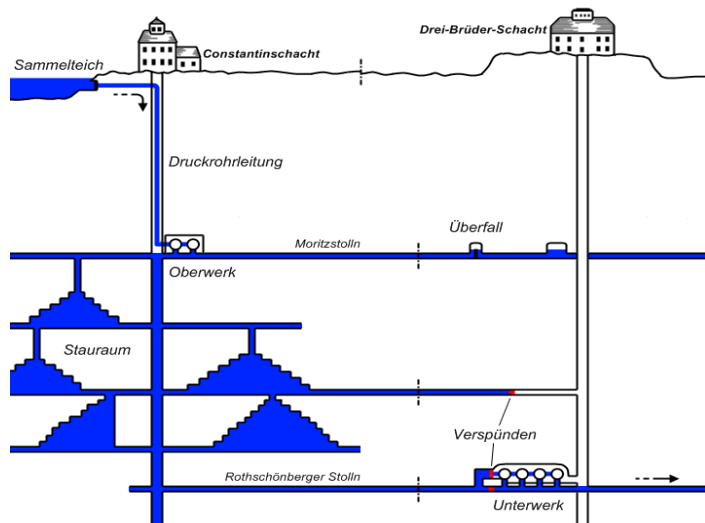 Drei-Brüder-Schacht
Constantinschacht
Sammelteich
Druckrohrleitung
Überfall
Moritzstolln
Oberwerk
Stauraum
Verspünden
Rothschönberger Stolln
Unterwerk